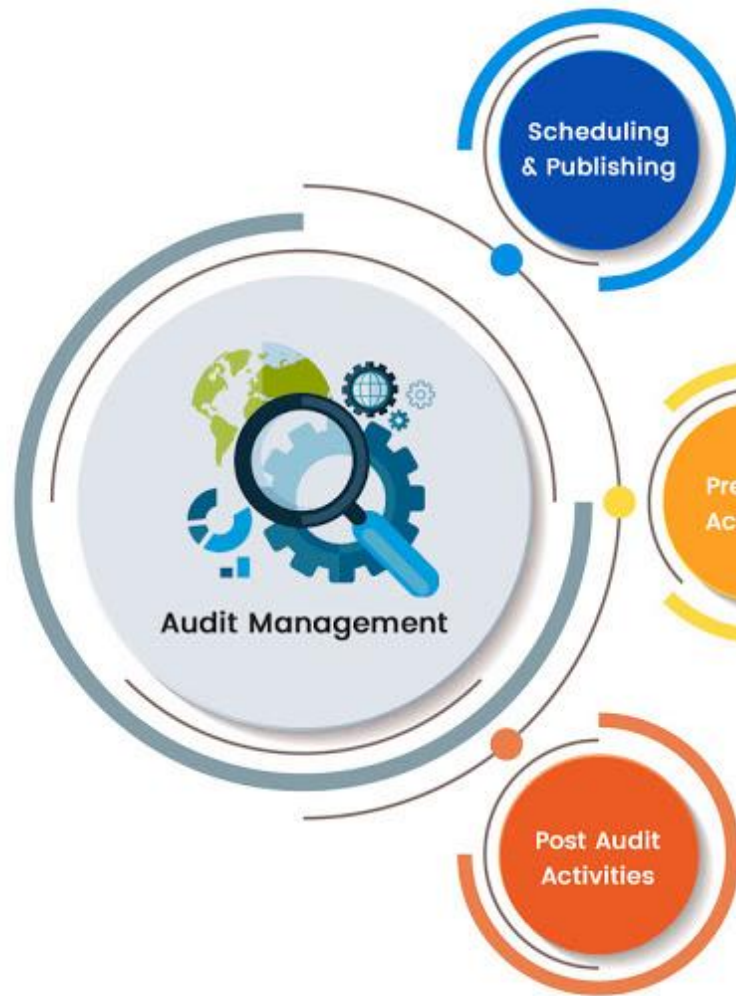 Scheduling
& Publishing
Audit Management
Post Audit
Activities